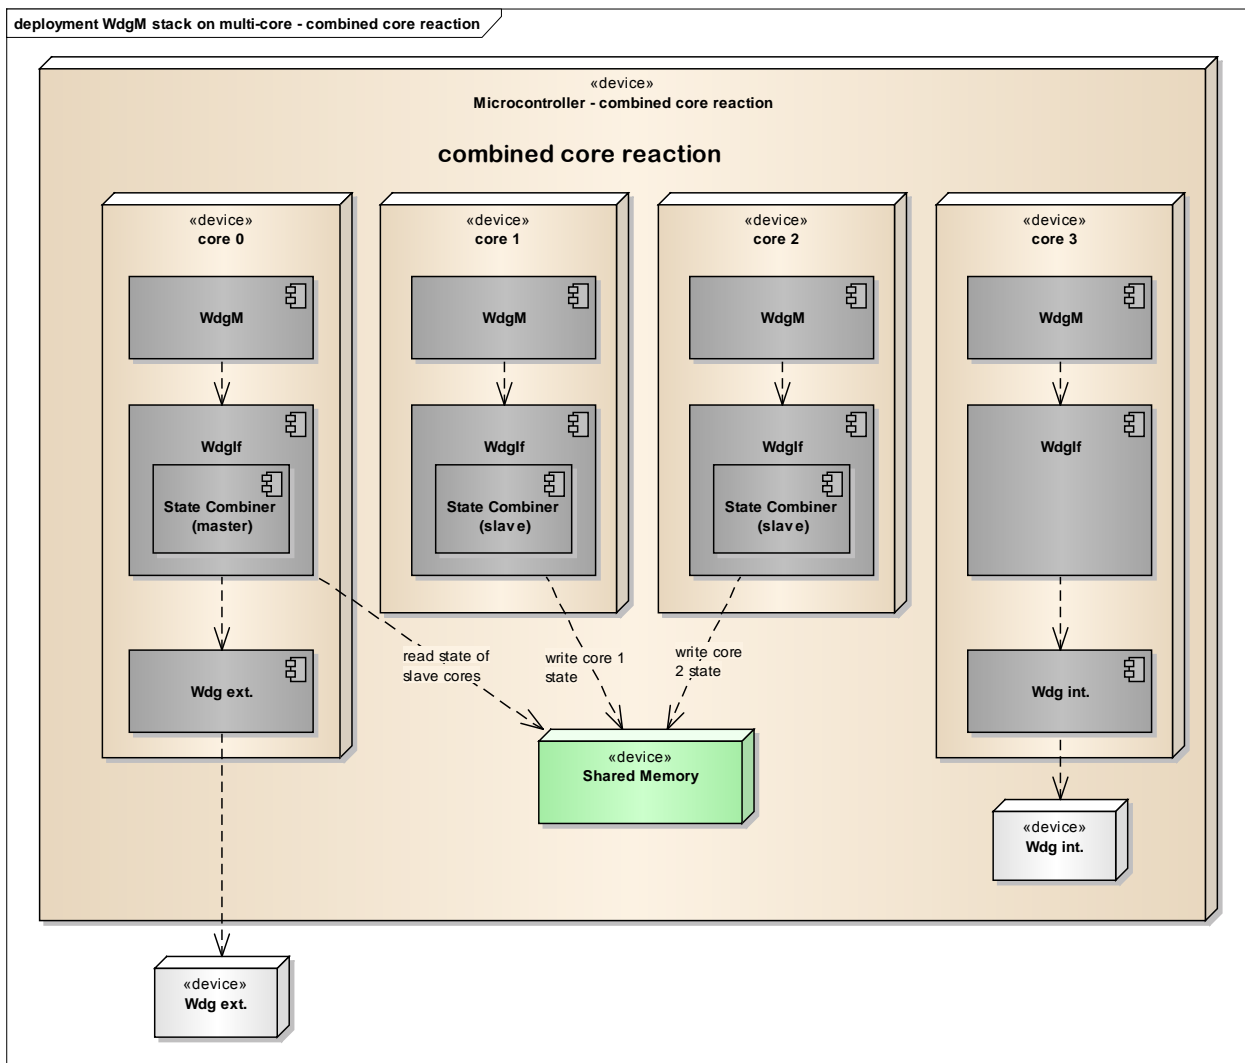 deployment WdgM stack on multi-core - combined core reaction
«device»
Microcontroller - combined core reaction
combined core reaction
«device»
core 0
WdgM
WdgIf
State Combiner
(master)
Wdg ext.
«device»
core 1
WdgM
WdgIf
State Combiner
(slave)
«device»
core 2
WdgM
WdgIf
State Combiner
(slave)
«device»
core 3
WdgM
WdgIf
Wdg int.
read state of
slave cores
write core 1
state
write core
2 state
«device»
Shared Memory
«device»
Wdg int.
«device»
Wdg ext.